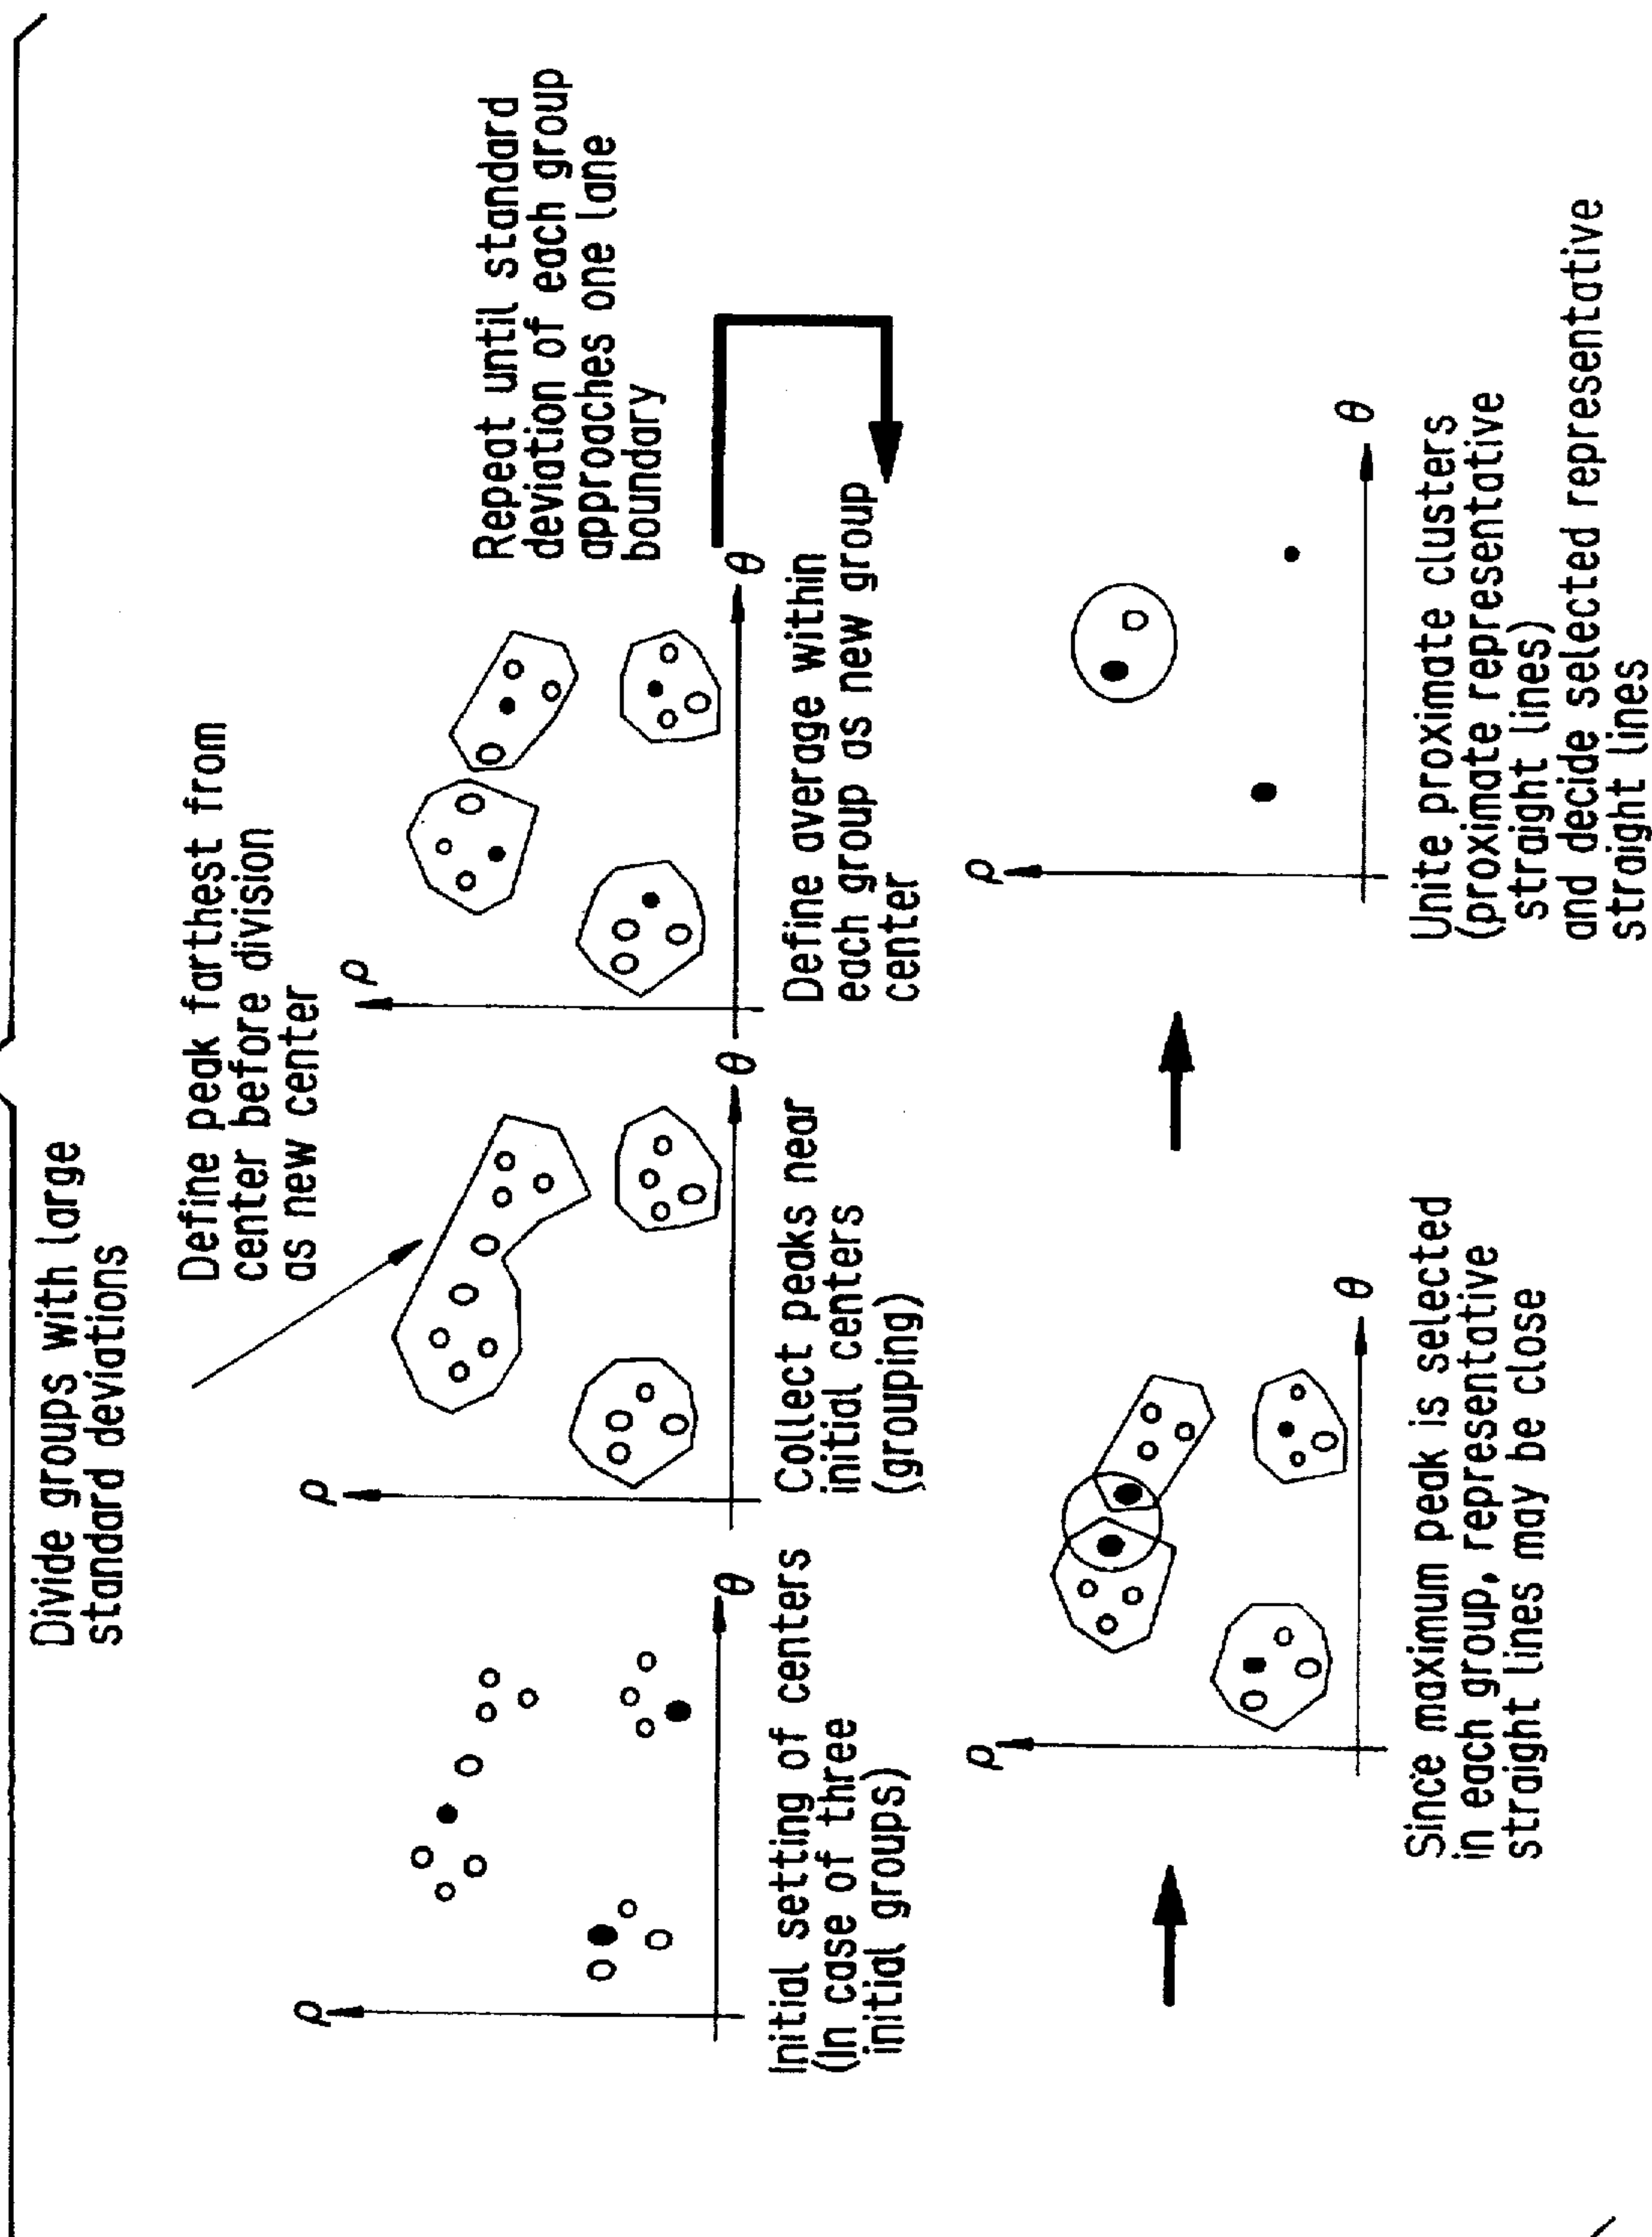 Divide groups with large
standard deviations
Define peak farthest from
center before division
as new center
Repeat until standard
deviation of each group
approaches one lane
boundary
ρ
θ
Initial setting of centers
(In case of three
initial groups)
ρ
θ
Collect peaks near
initial centers
(grouping)
ρ
θ
Define average within
each group as new group
center
ρ
θ
Since maximum peak is selected
in each group, representative
straight lines may be close
ρ
θ
Unite proximate clusters
(proximate representative
straight lines)
and decide selected representative
straight lines